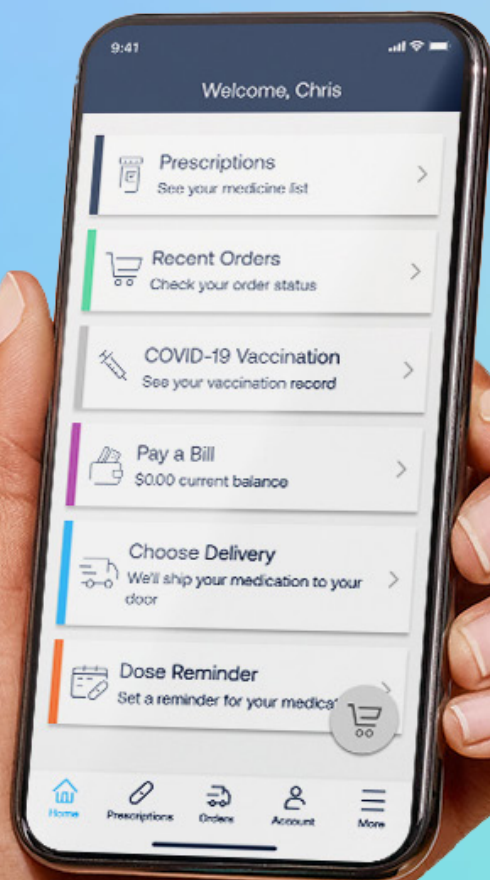 9:41
Welcome, Chris
Prescriptions
See your medicine list
Recent Orders
Check your order status
COVID-19 Vaccination
See your vaccination record
Pay a Bill
$0.00 current balance
Choose Delivery
We'll ship your medication to your
door
Dose Reminder
Set a reminder for your medica
Home
Prescriptions
Orders
Account
More